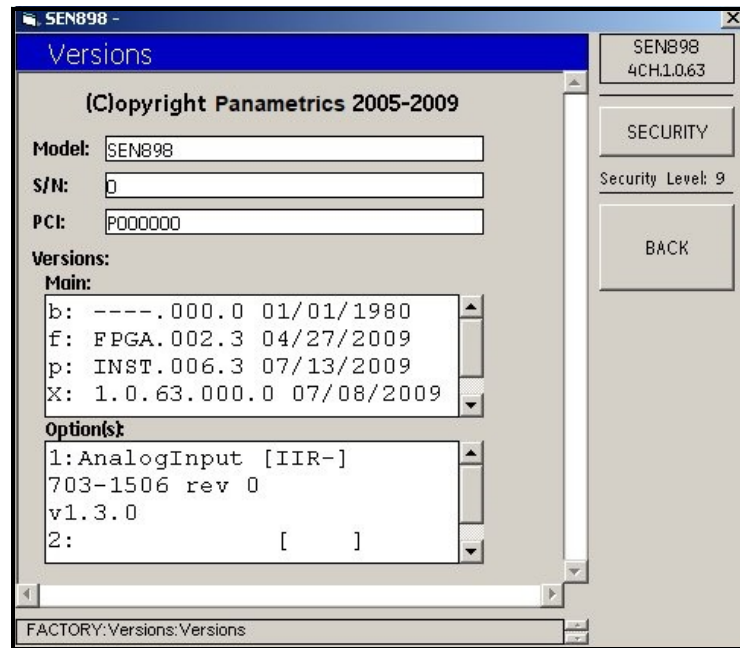 SEN898 -
Versions
(C)opyright Panametrics 2005-2009
Model: SEN898
S/N: 0
PCI: P000000
Versions:
Main:
b: ----.000.0 01/01/1980
f: FPGA.002.3 04/27/2009
p: INST.006.3 07/13/2009
X: 1.0.63.000.0 07/08/2009
Option(s):
1:AnalogInput [IIR-]
703-1506 rev 0
v1.3.0
2: [ ]
FACTORY:Versions:Versions
SEN898
4CH.1.0.63
SECURITY
Security Level: 9
BACK